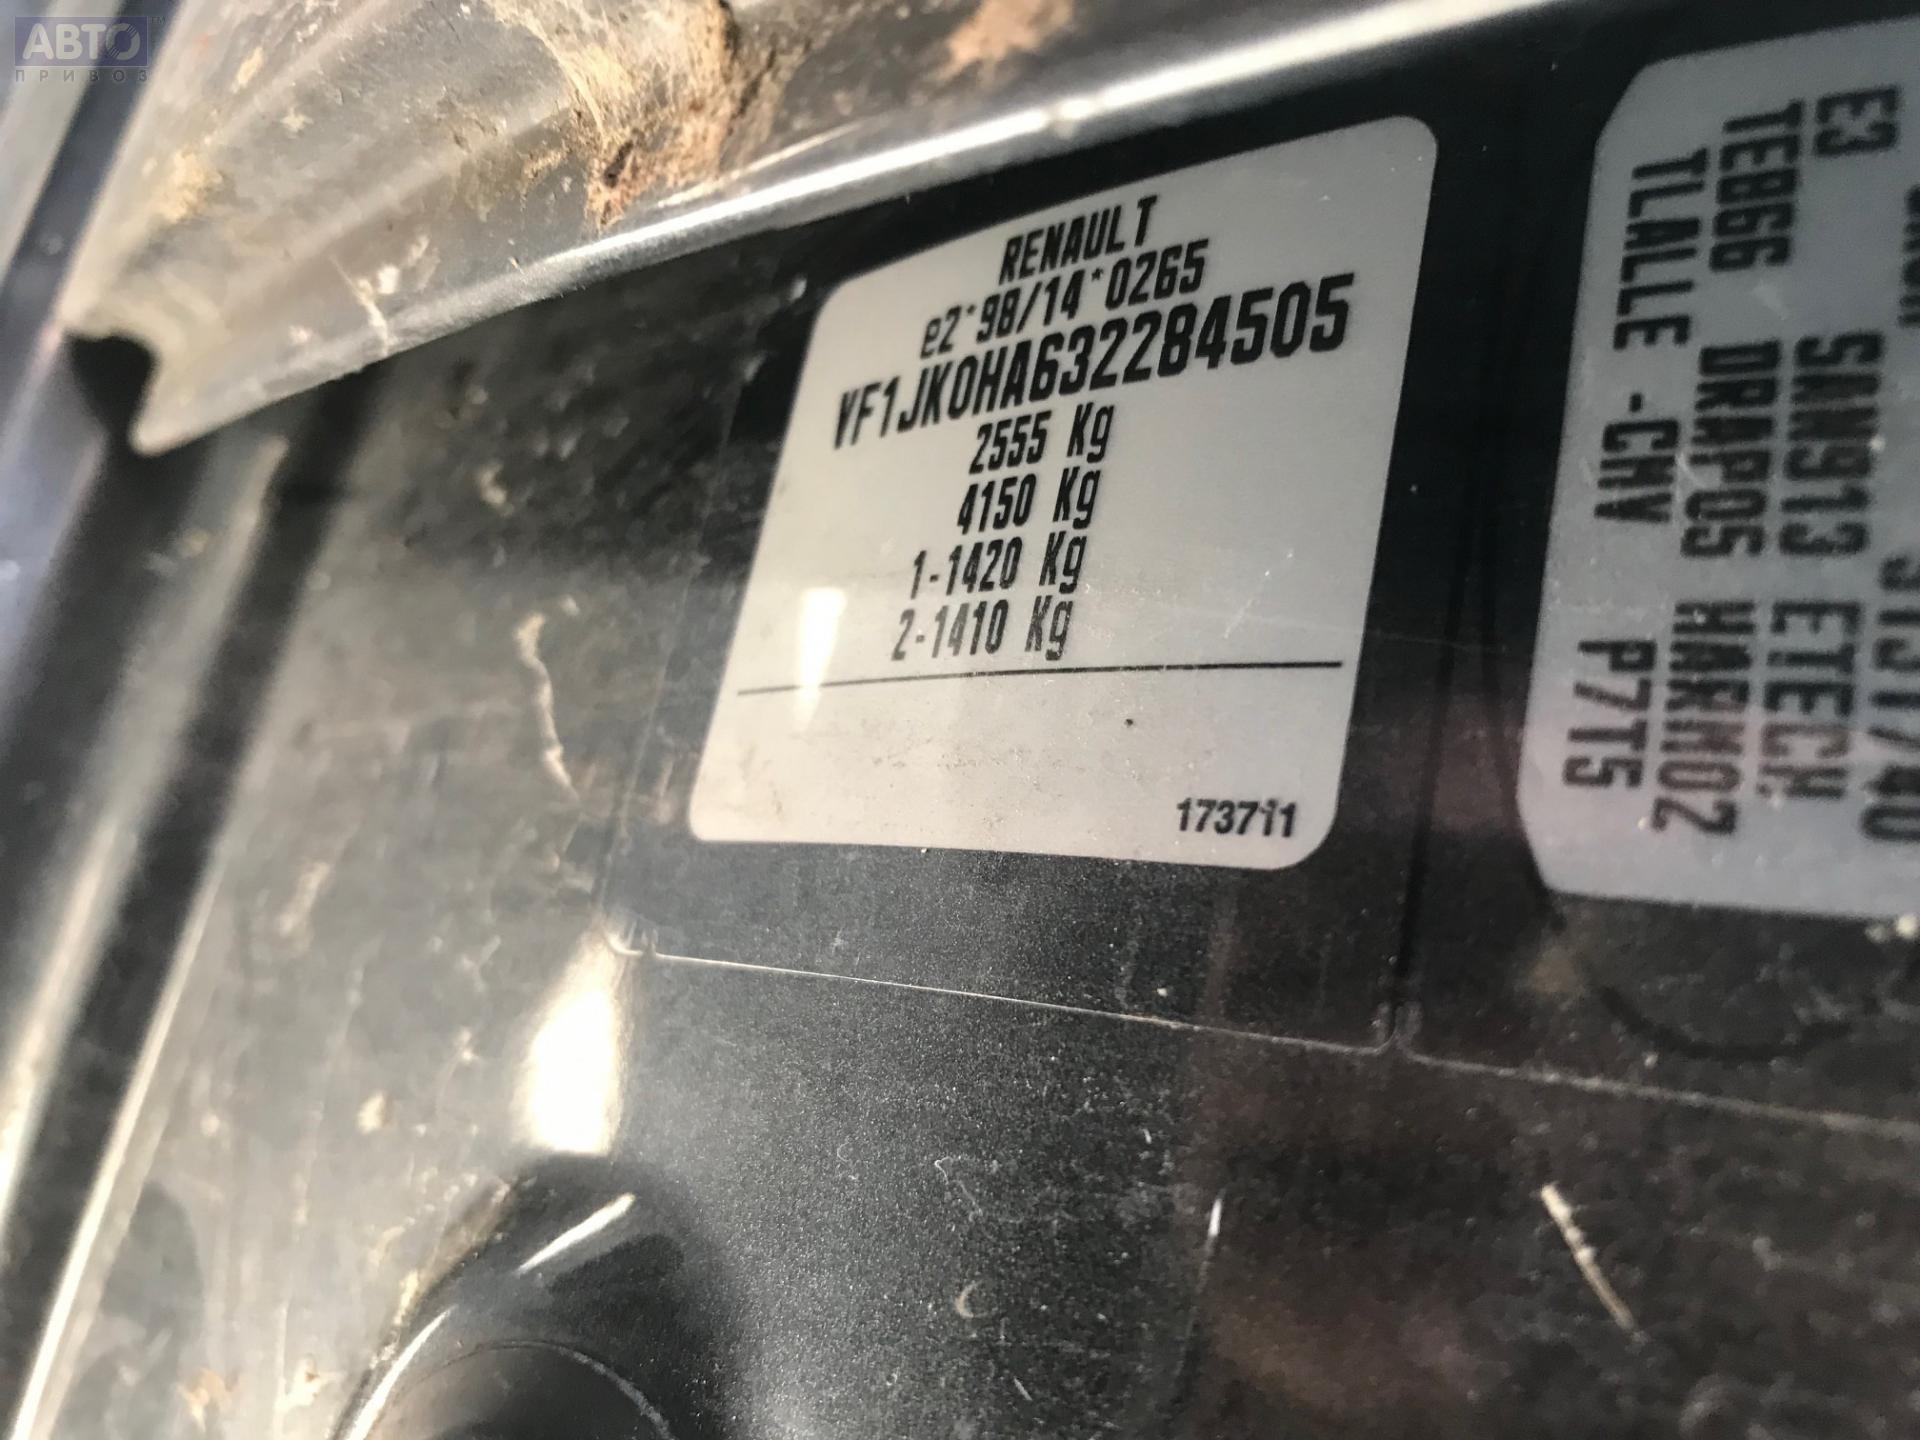 АВТО
ПРИВОЗ
RENAULT
e2*98/14*0265
VF1JK0HA632284505
2555 Kg
4150 Kg
1-1420 Kg
2-1410 Kg
173711
E3
SAN913 ETECH
TEB66 DRAP05 HARM02
TLALLE -CHV P7T5